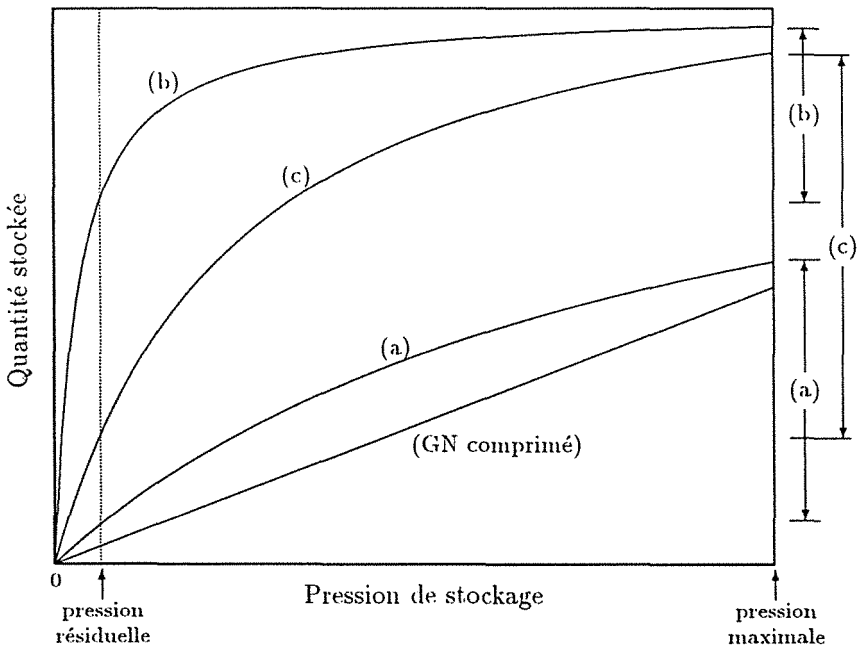 (b)
(c)
(a)
(GN comprimé)
Quantité stockée
(b)
(c)
(a)
0
Pression de stockage
pression
résiduelle
pression
maximale